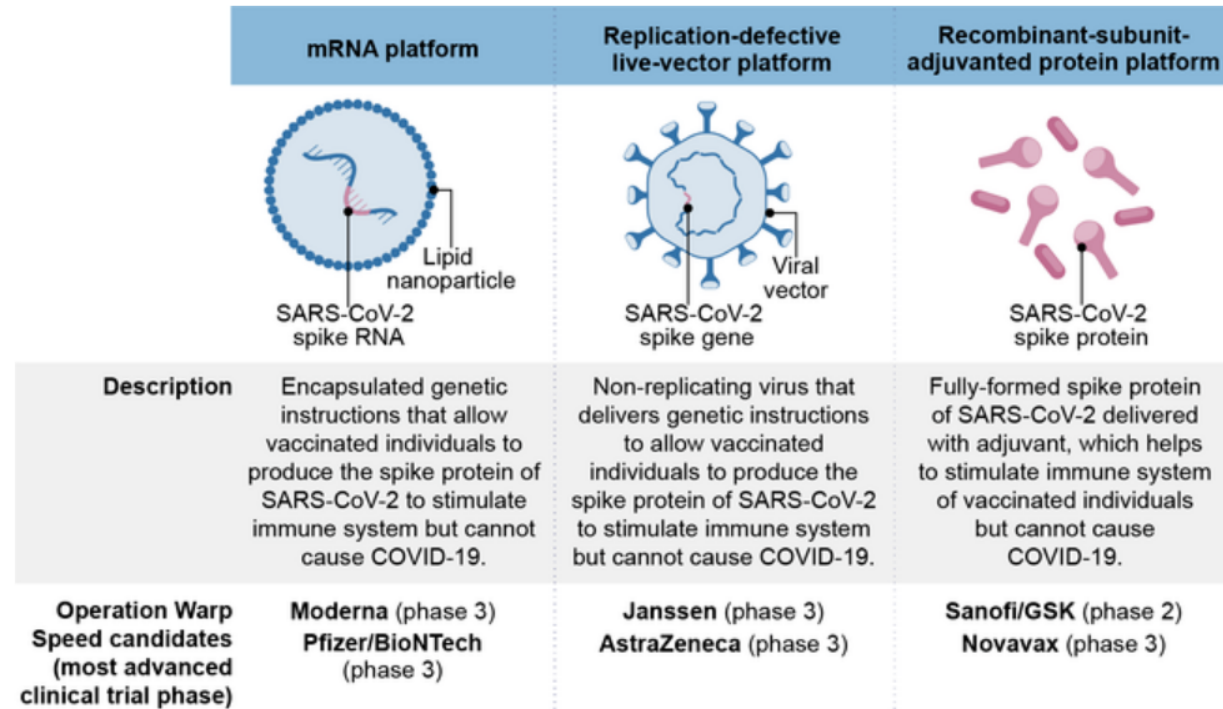 mRNA platform
Replication-defective
live-vector platform
Recombinant-subunit-
adjuvanted protein platform
Lipid
nanoparticle
SARS-CoV-2
spike RNA
Viral
vector
SARS-CoV-2
spike gene
SARS-CoV-2
spike protein
Description
Encapsulated genetic
instructions that allow
vaccinated individuals to
produce the spike protein of
SARS-CoV-2 to stimulate
immune system but cannot
cause COVID-19.
Non-replicating virus that
delivers genetic instructions
to allow vaccinated
individuals to produce the
spike protein of SARS-CoV-2
to stimulate immune system
but cannot cause COVID-19.
Fully-formed spike protein
of SARS-CoV-2 delivered
with adjuvant, which helps
to stimulate immune system
of vaccinated individuals
but cannot cause
COVID-19.
Operation Warp
Speed candidates
(most advanced
clinical trial phase)
Moderna (phase 3)
Pfizer/BioNTech
(phase 3)
Janssen (phase 3)
AstraZeneca (phase 3)
Sanofi/GSK (phase 2)
Novavax (phase 3)